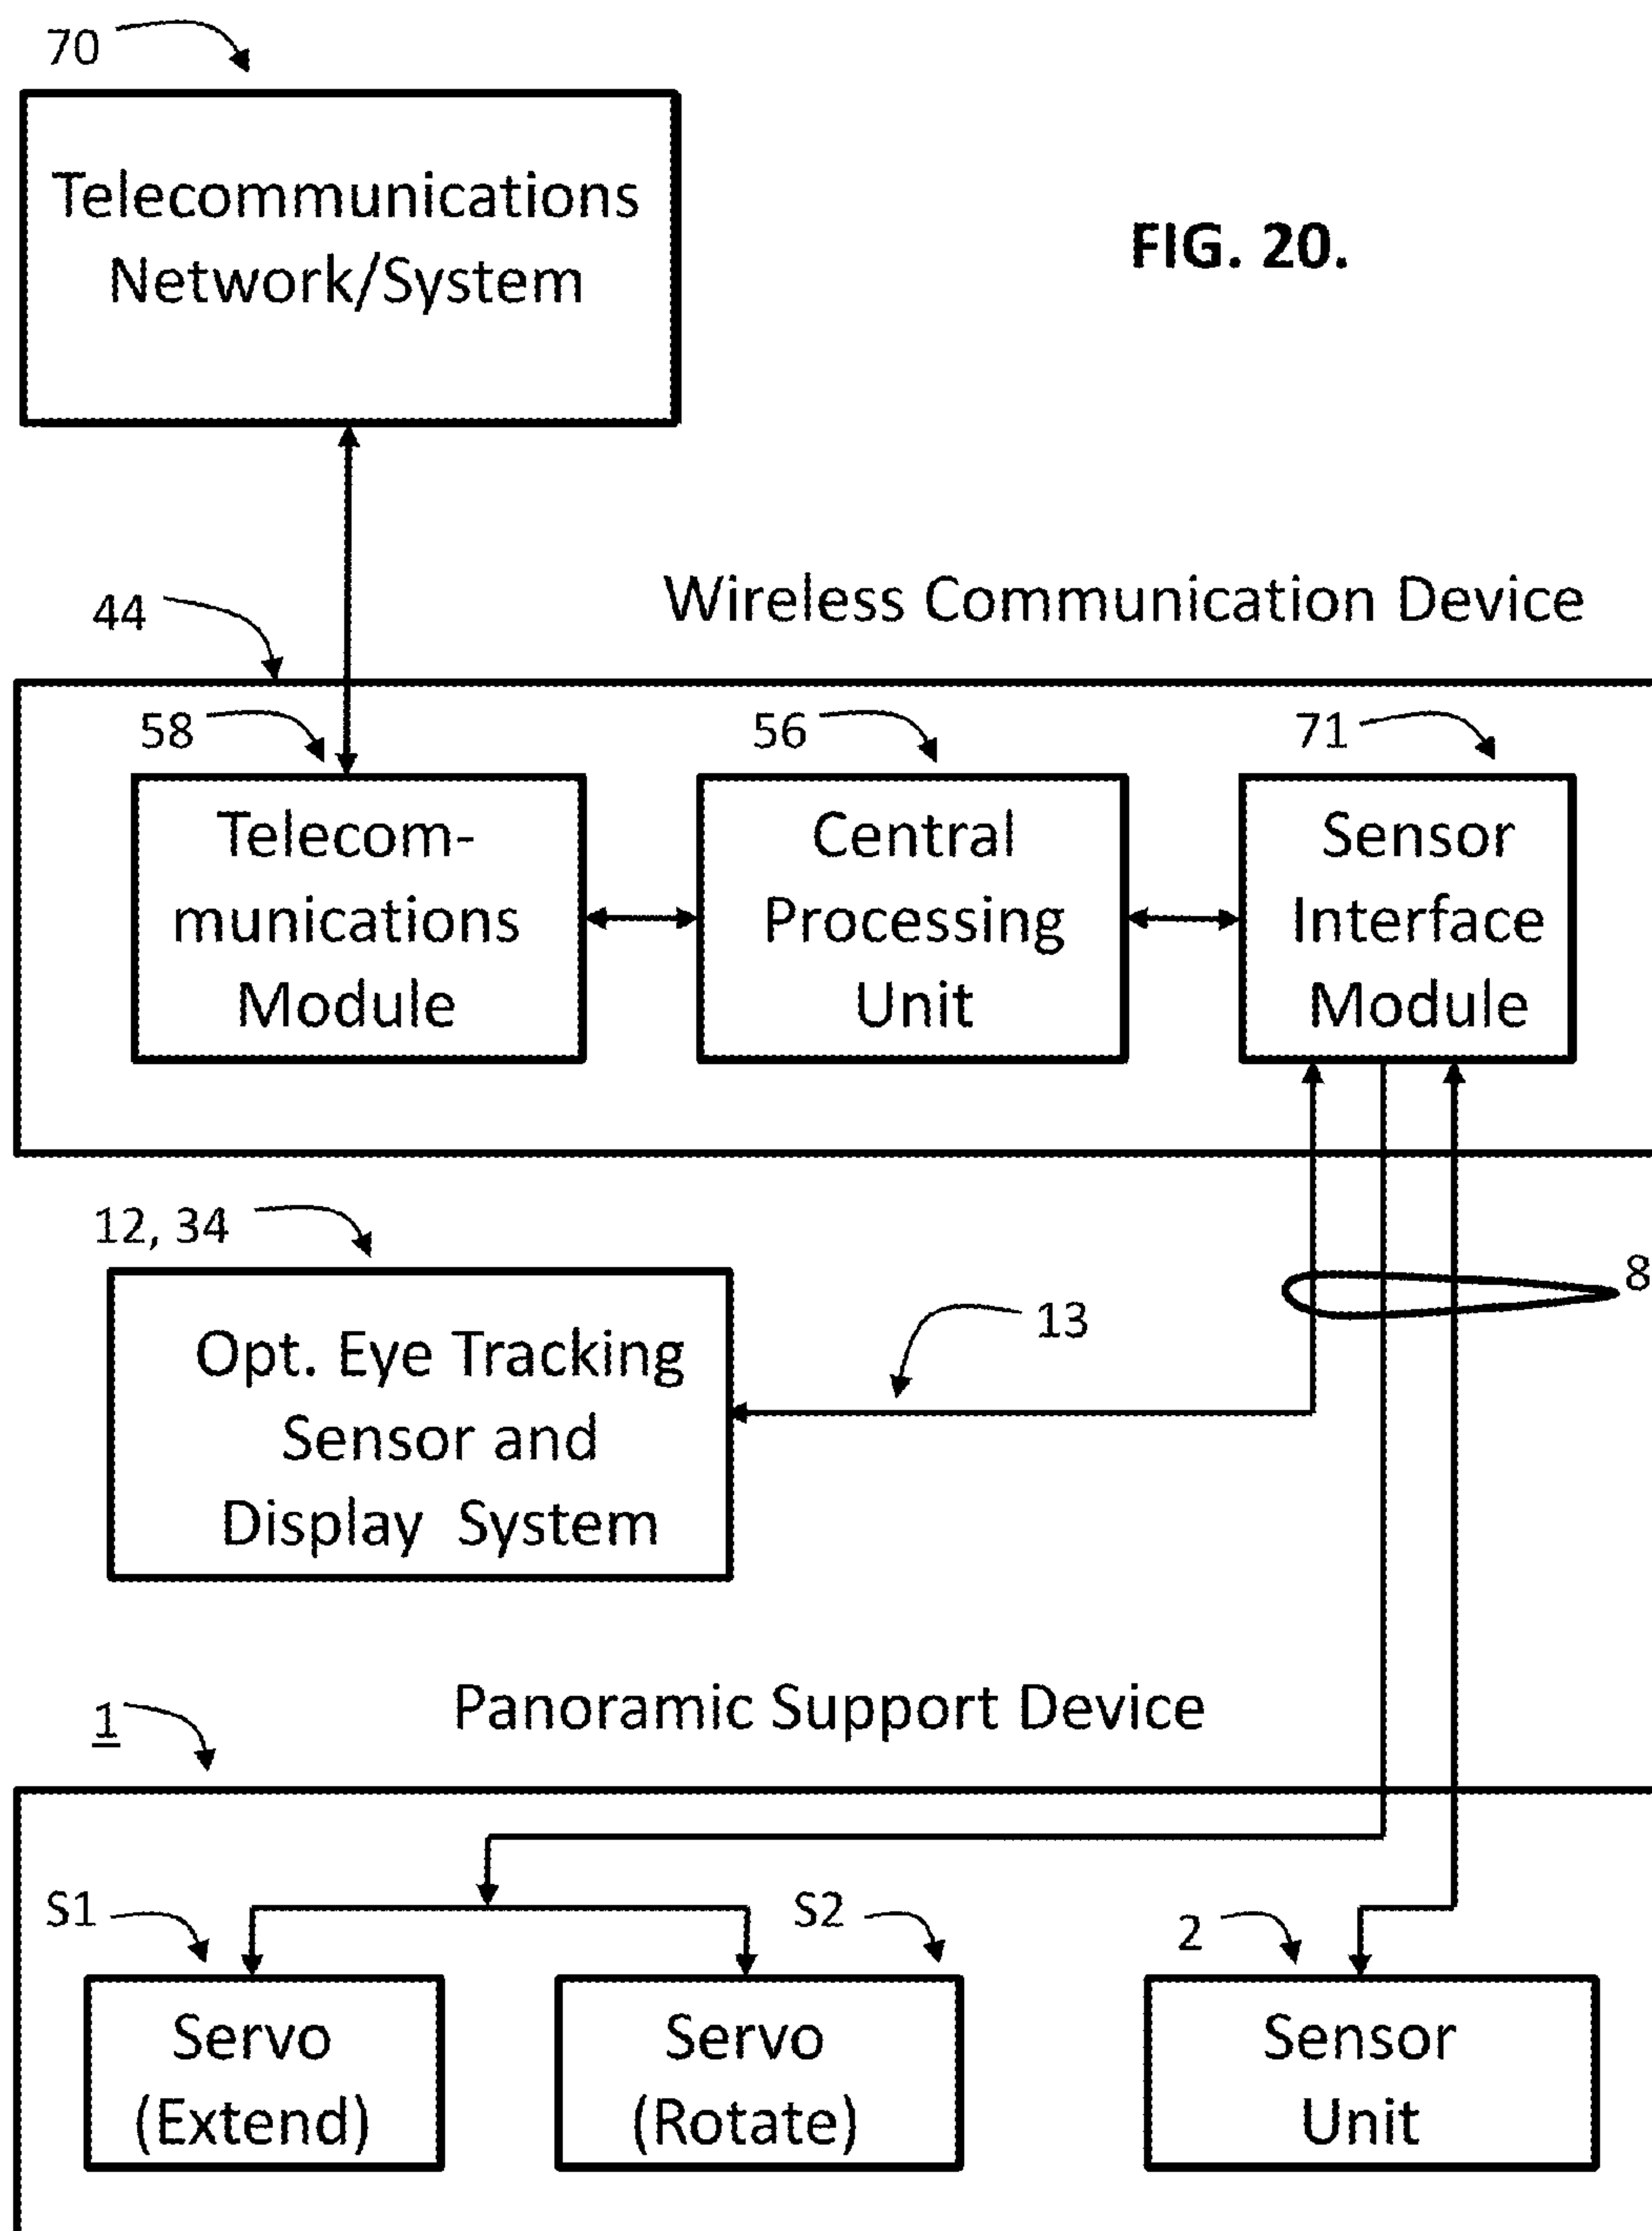 70
Telecommunications
Network/System
FIG. 20.
44
Wireless Communication Device
58
Telecom-
munications
Module
56
Central
Processing
Unit
71
Sensor
Interface
Module
12, 34
Opt. Eye Tracking
Sensor and
Display System
13
8
1
Panoramic Support Device
S1
Servo
(Extend)
S2
Servo
(Rotate)
2
Sensor
Unit